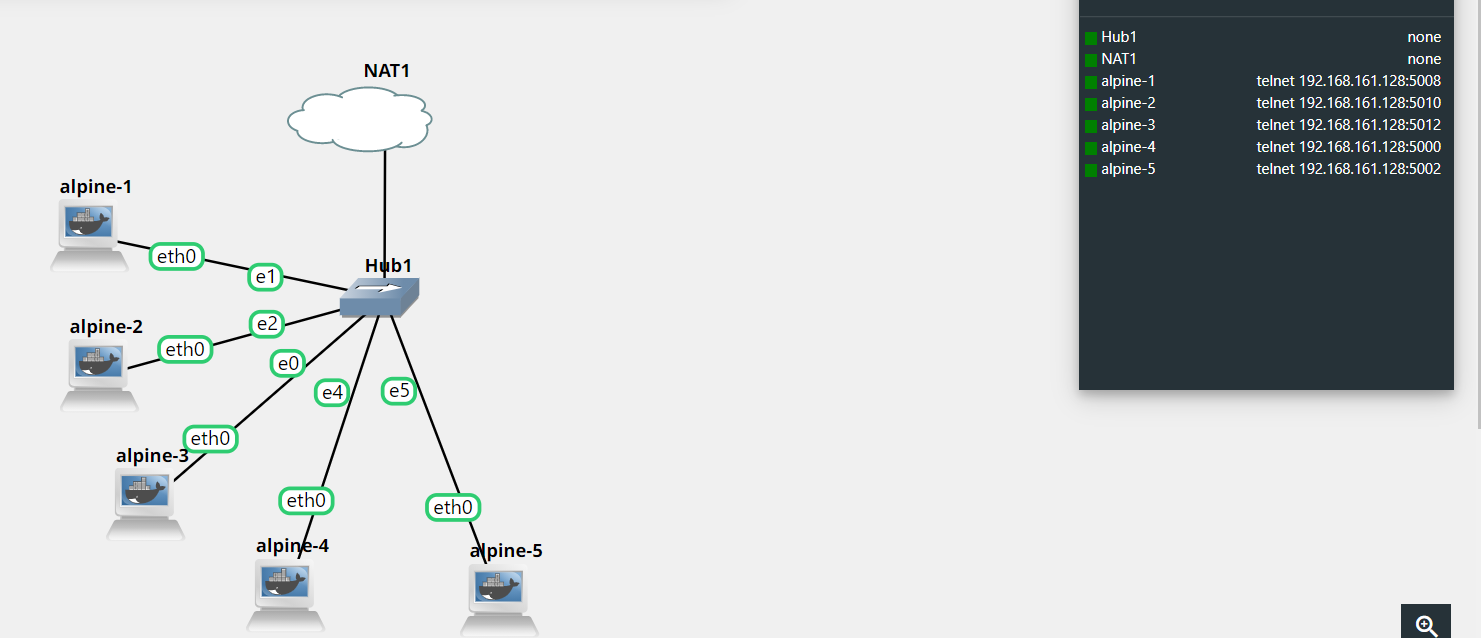 NAT1
alpine-1
eth0
e1
Hub1
alpine-2
eth0
e2
e0
e4
e5
eth0
alpine-3
eth0
eth0
alpine-4
alpine-5
Hub1 none
NAT1 none
alpine-1 telnet 192.168.161.128:5008
alpine-2 telnet 192.168.161.128:5010
alpine-3 telnet 192.168.161.128:5012
alpine-4 telnet 192.168.161.128:5000
alpine-5 telnet 192.168.161.128:5002